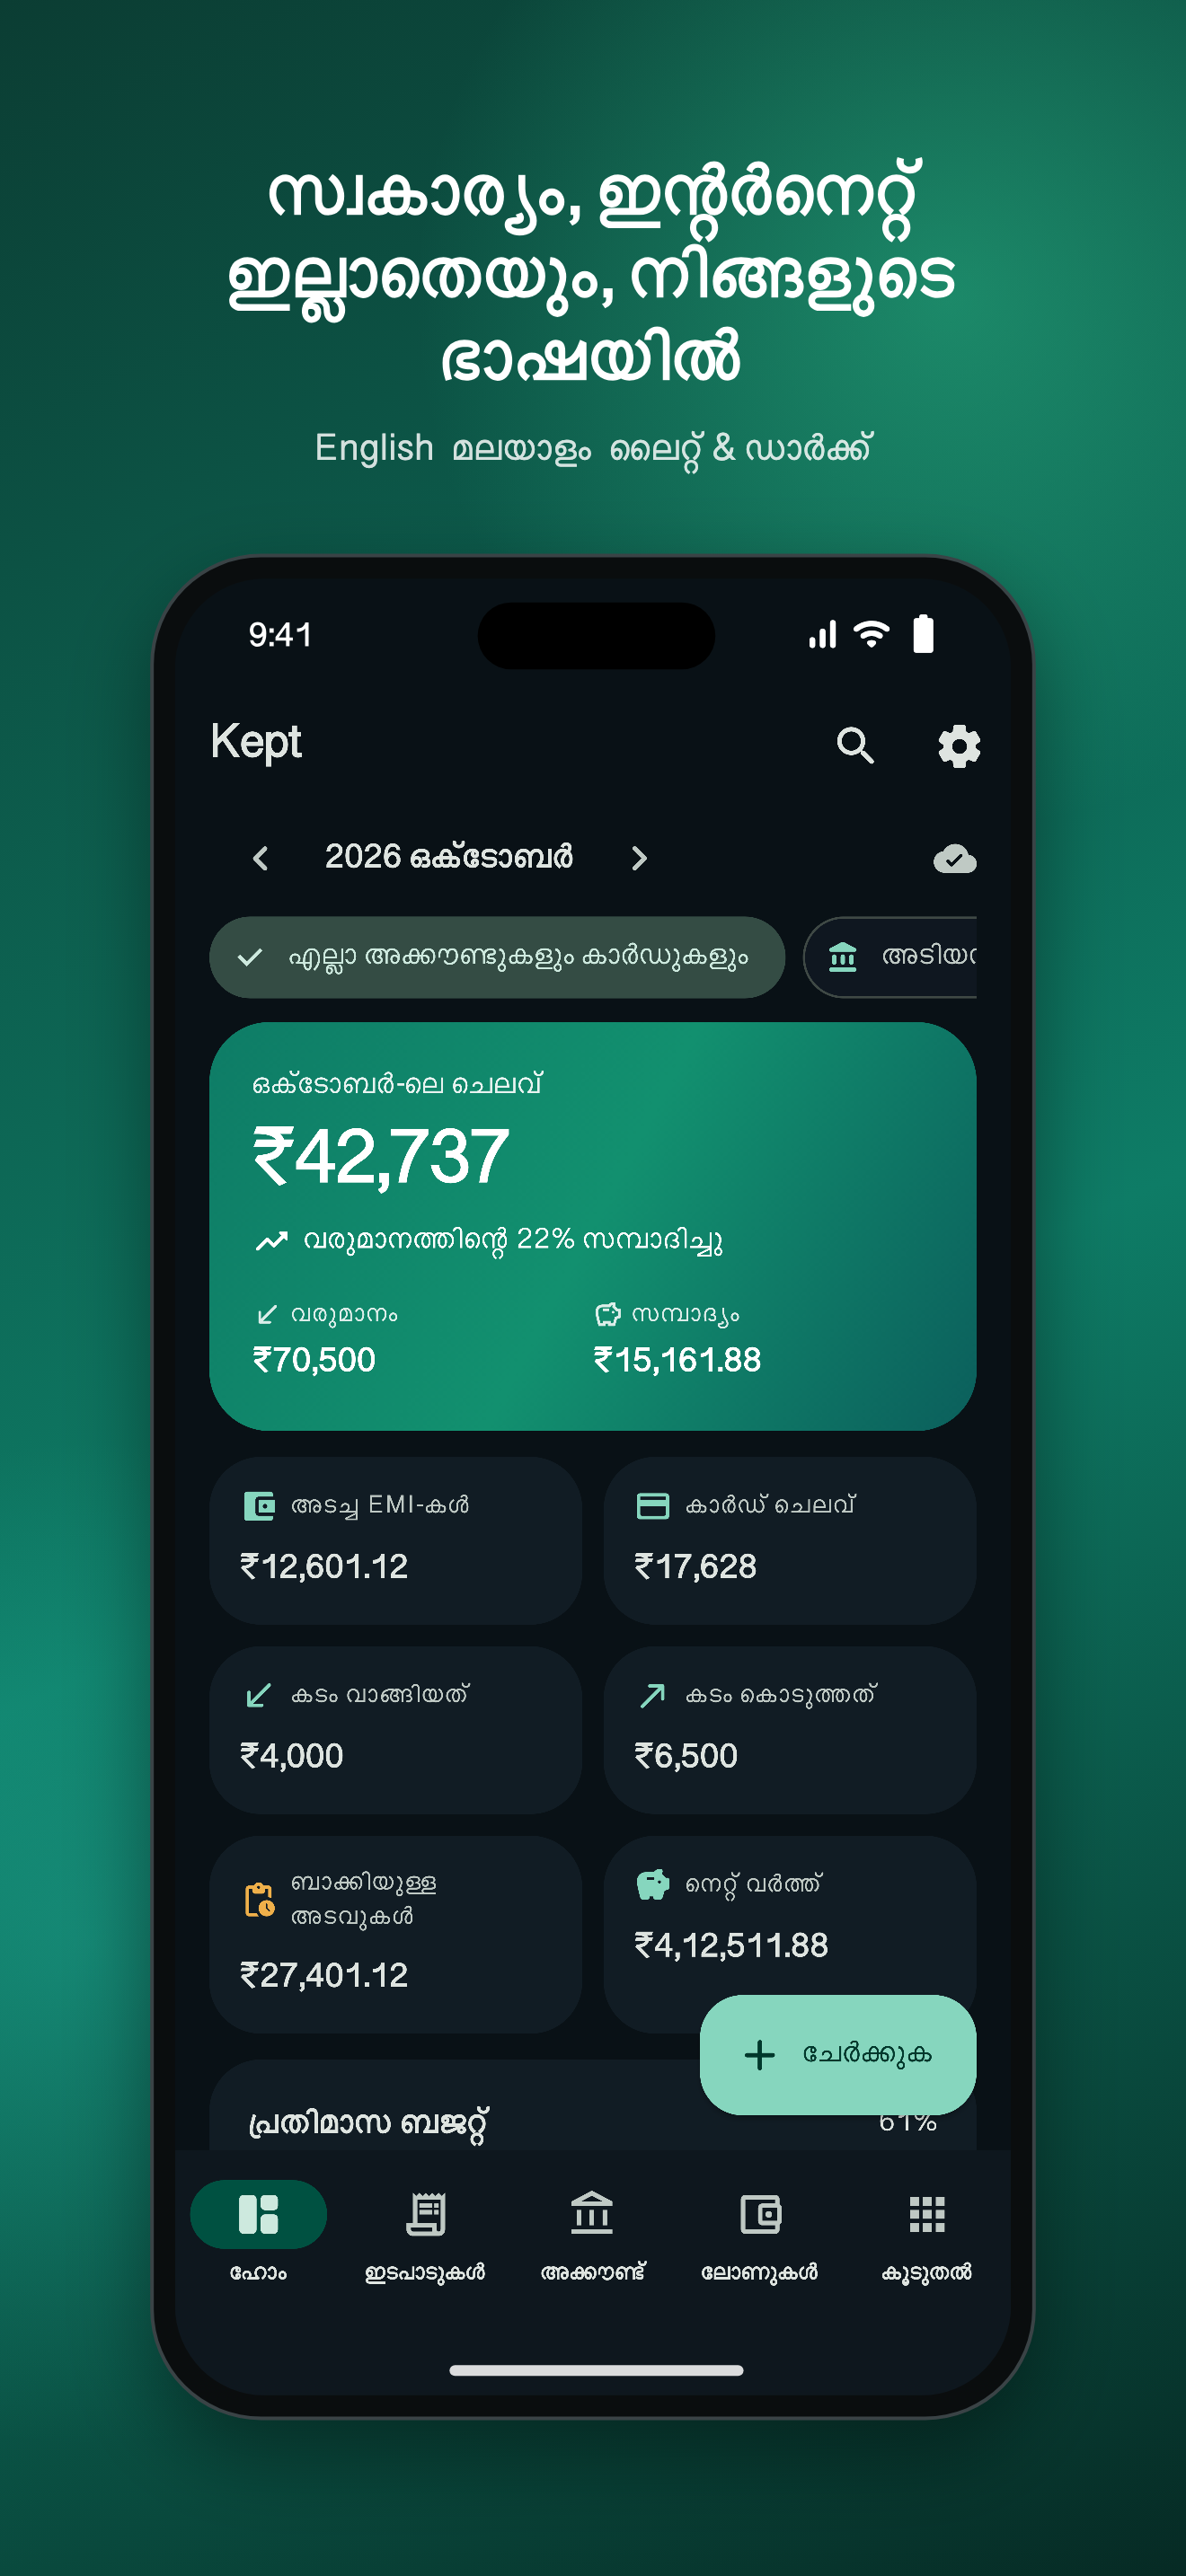 സ്വകാര്യം, ഇന്റർനെറ്റ്
ഇല്ലാതെയും, നിങ്ങളുടെ
ഭാഷയിൽ
English മലയാളം ലൈറ്റ് & ഡാർക്ക്
9:41
Kept
2026 ഒക്ടോബർ
എല്ലാ അക്കൗണ്ടുകളും കാർഡുകളും
ഒക്ടോബർ-ലെ ചെലവ്
₹42,737
വരുമാനത്തിന്റെ 22% സമ്പാദിച്ചു
വരുമാനം സമ്പാദ്യം
₹70,500 ₹15,161.88
അടച്ച EMI-കൾ കാർഡ് ചെലവ്
₹12,601.12 ₹17,628
കടം വാങ്ങിയത് കടം കൊടുത്തത്
₹4,000 ₹6,500
ബാക്കിയുള്ള
അടവുകൾ
₹27,401.12
നെറ്റ് വർത്ത്
₹4,12,511.88
ചേർക്കുക
പ്രതിമാസ ബജറ്റ് 61%
ഹോം ഇടപാടുകൾ അക്കൗണ്ട് ലോണുകൾ കൂടുതൽ